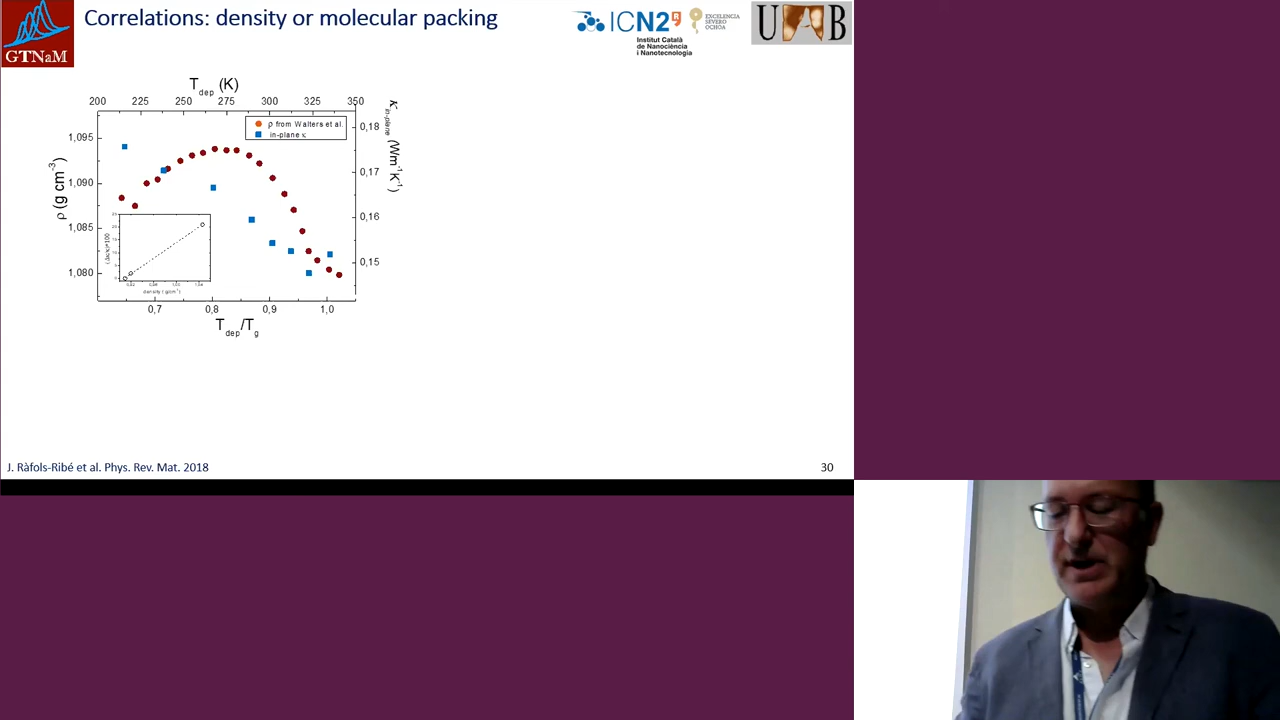 Correlations: density or molecular packing
GTNaM
ICN2
Institut Català
de Nanociència
i Nanotecnologia
EXCELENCIA
SEVERO
OCHOA
UAB
T dep (K)
200 225 250 275 300 325 350
ρ from Walters et al.
in-plane κ
1,095
1,090
1,085
1,080
ρ (g cm⁻³)
0,18
0,17
0,16
0,15
κ in-plane (Wm⁻¹K⁻¹)
density (g/cm³)
0,7 0,8 0,9 1,0
T dep/T g
J. Ràfols-Ribé et al. Phys. Rev. Mat. 2018
30